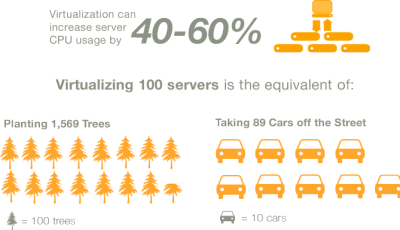 Virtualization can
increase server
CPU usage by
40-60%
Virtualizing 100 servers is the equivalent of:
Planting 1,569 Trees
Taking 89 Cars off the Street
= 100 trees
= 10 cars